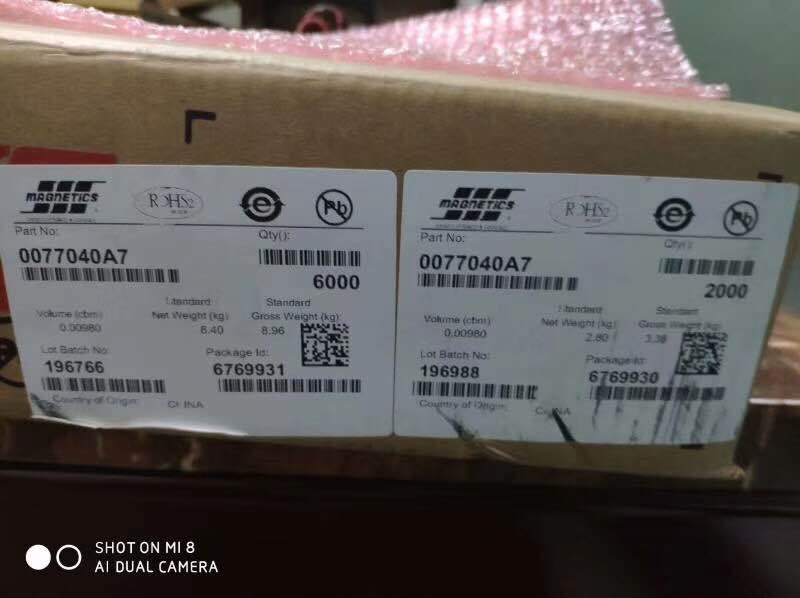 MAGNETICS
ROHS2
e
Pb
Part No:
Qty():
0077040A7
6000
Standard
Standard
Volume (cbm)
Net Weight (kg)
Gross Weight (kg)
0.00980
8.40
8.96
Lot Batch No:
Package Id:
196766
6769931
Country of Origin:
CHINA
MAGNETICS
ROHS2
e
Pb
Part No:
Qty():
0077040A7
2000
Standard
Standard
Volume (cbm)
Net Weight (kg)
Gross Weight (kg)
0.00980
2.80
3.38
Lot Batch No:
Package Id:
196988
6769930
Country of Origin:
CHINA
SHOT ON MI 8
AI DUAL CAMERA